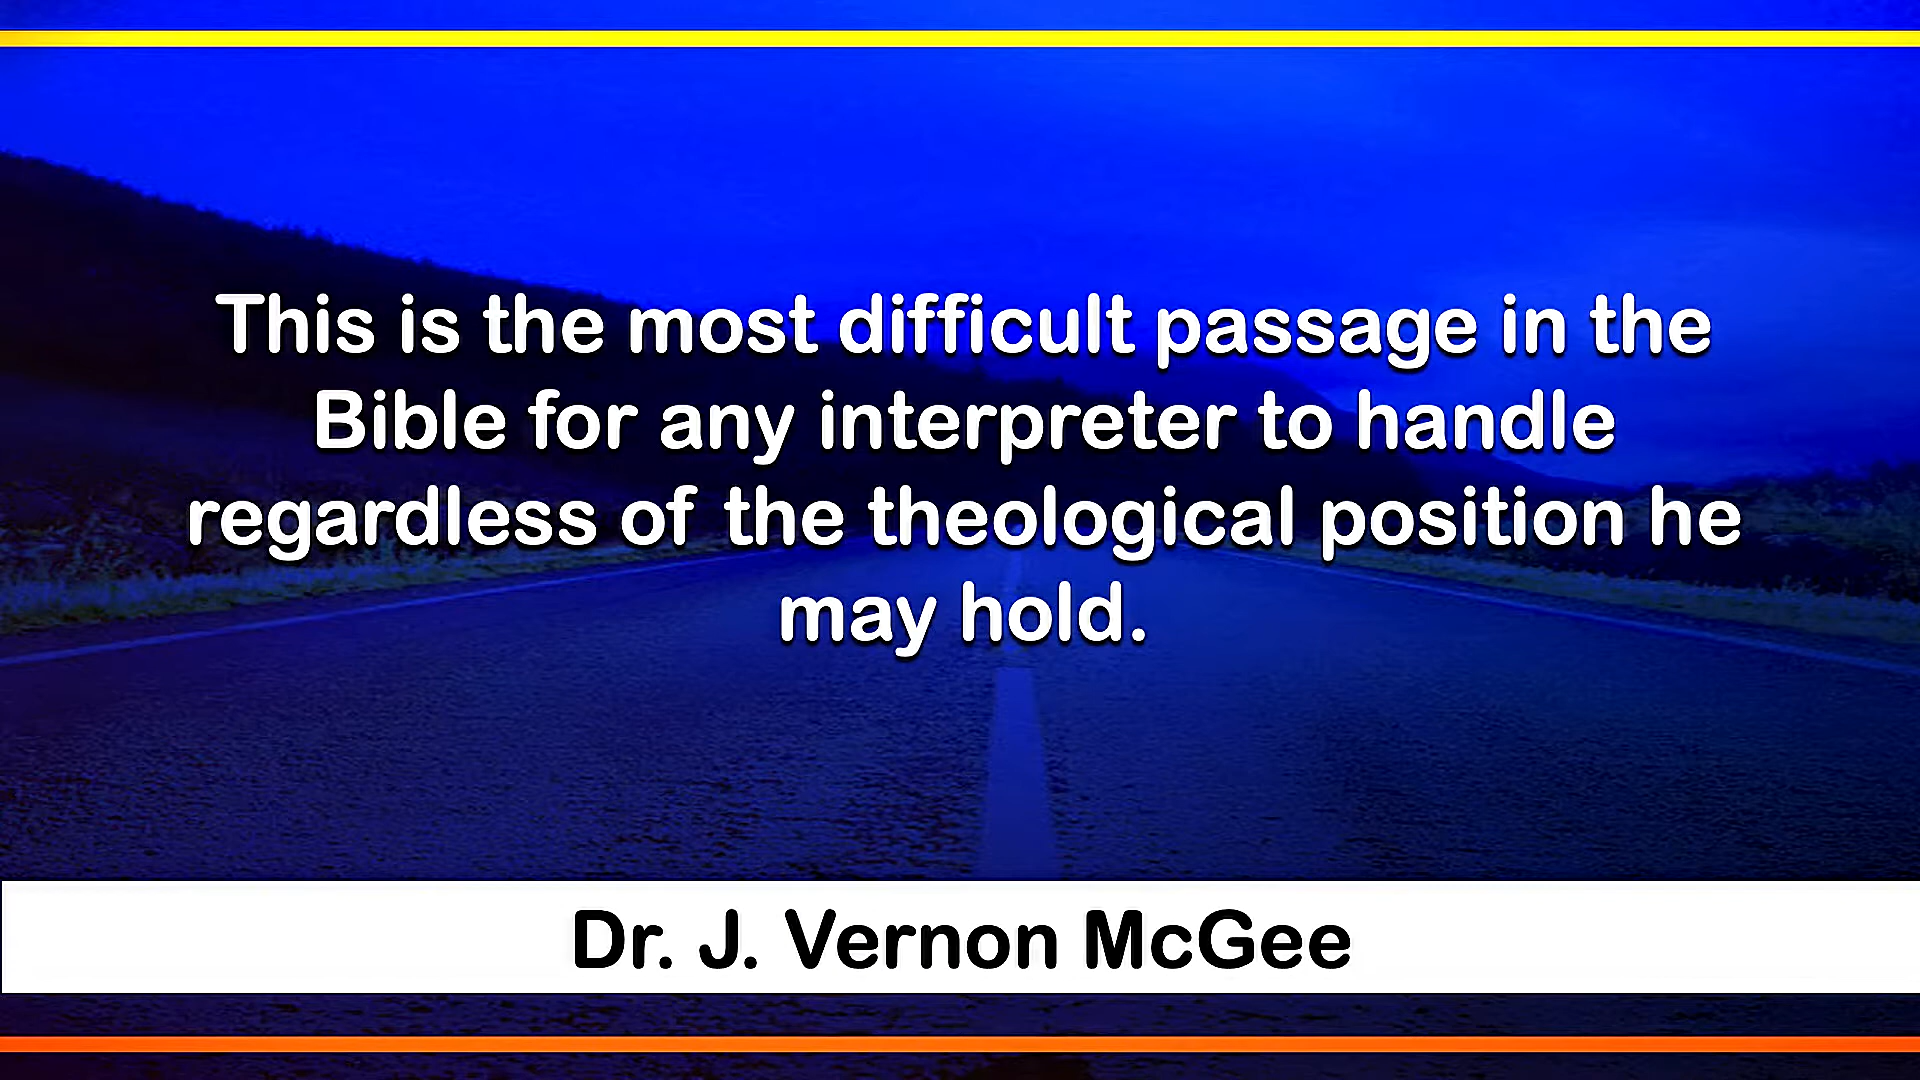 This is the most difficult passage in the
Bible for any interpreter to handle
regardless of the theological position he
may hold.
Dr. J. Vernon McGee